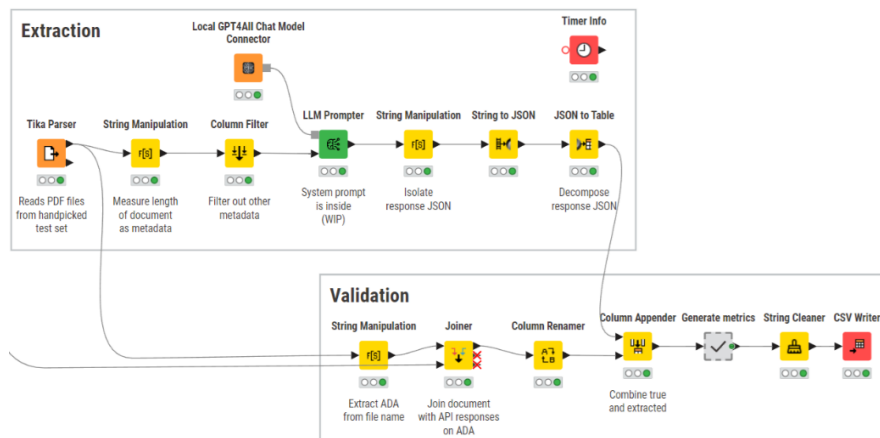 Extraction
Local GPT4All Chat Model
Connector
Timer Info
Tika Parser
String Manipulation
Column Filter
LLM Prompter
String Manipulation
String to JSON
JSON to Table
F[S]
F[S]
Reads PDF files
from handpicked
test set
Measure length
of document
as metadata
Filter out other
metadata
System prompt
is inside
(WIP)
Isolate
response JSON
Decompose
response JSON
Validation
String Manipulation
Joiner
Column Renamer
Column Appender
Generate metrics
String Cleaner
CSV Writer
F[S]
A
B
Extract ADA
from file name
Join document
with API responses
on ADA
Combine true
and extracted